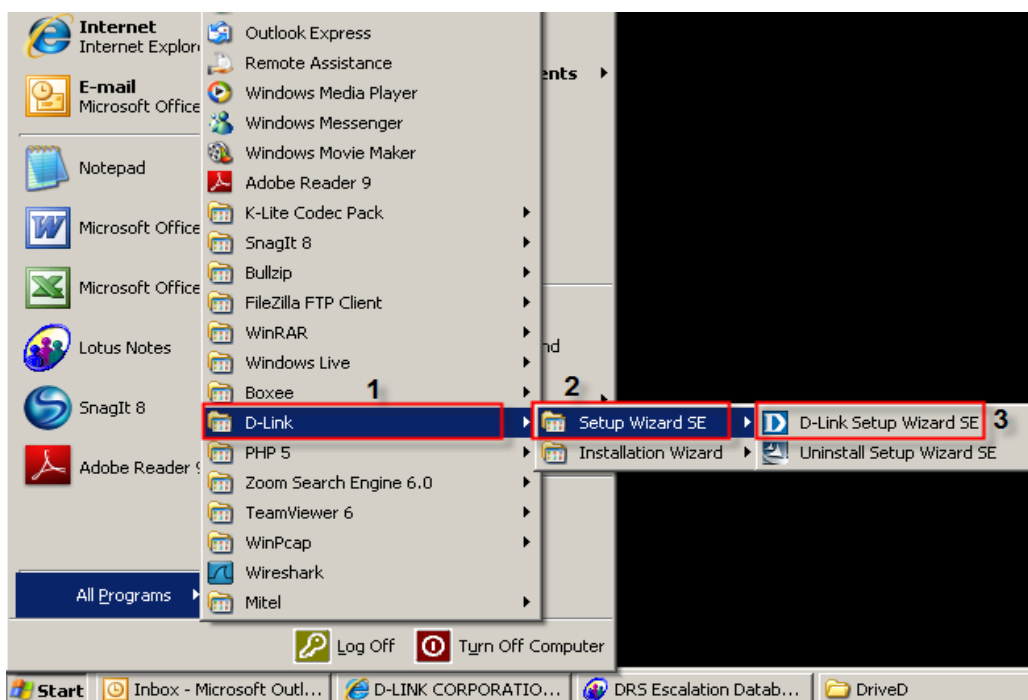 Internet
Internet Explor
E-mail
Microsoft Office
Notepad
Microsoft Office
Microsoft Office
Lotus Notes
SnagIt 8
Adobe Reader 9
All Programs
Outlook Express
Remote Assistance
Windows Media Player
Windows Messenger
Windows Movie Maker
Adobe Reader 9
K-Lite Codec Pack
SnagIt 8
Bullzip
FileZilla FTP Client
WinRAR
Windows Live
Boxee
1
D-Link
PHP 5
Zoom Search Engine 6.0
TeamViewer 6
WinPcap
Wireshark
Mitel
ents
nd
2
Setup Wizard SE
Installation Wizard
D-Link Setup Wizard SE
3
Uninstall Setup Wizard SE
Log Off
Turn Off Computer
Start
Inbox - Microsoft Outl...
D-LINK CORPORATIO...
DRS Escalation Datab...
DriveD